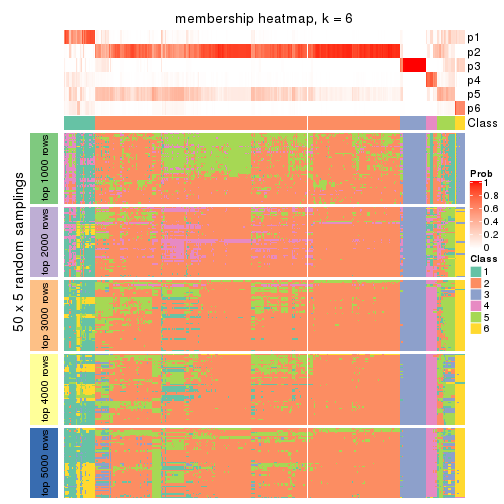 membership heatmap, k = 6
p1
p2
p3
p4
p5
p6
Class
50 x 5 random samplings
top 1000 rows
top 2000 rows
top 3000 rows
top 4000 rows
top 5000 rows
Prob
1
0.8
0.6
0.4
0.2
0
Class
1
2
3
4
5
6